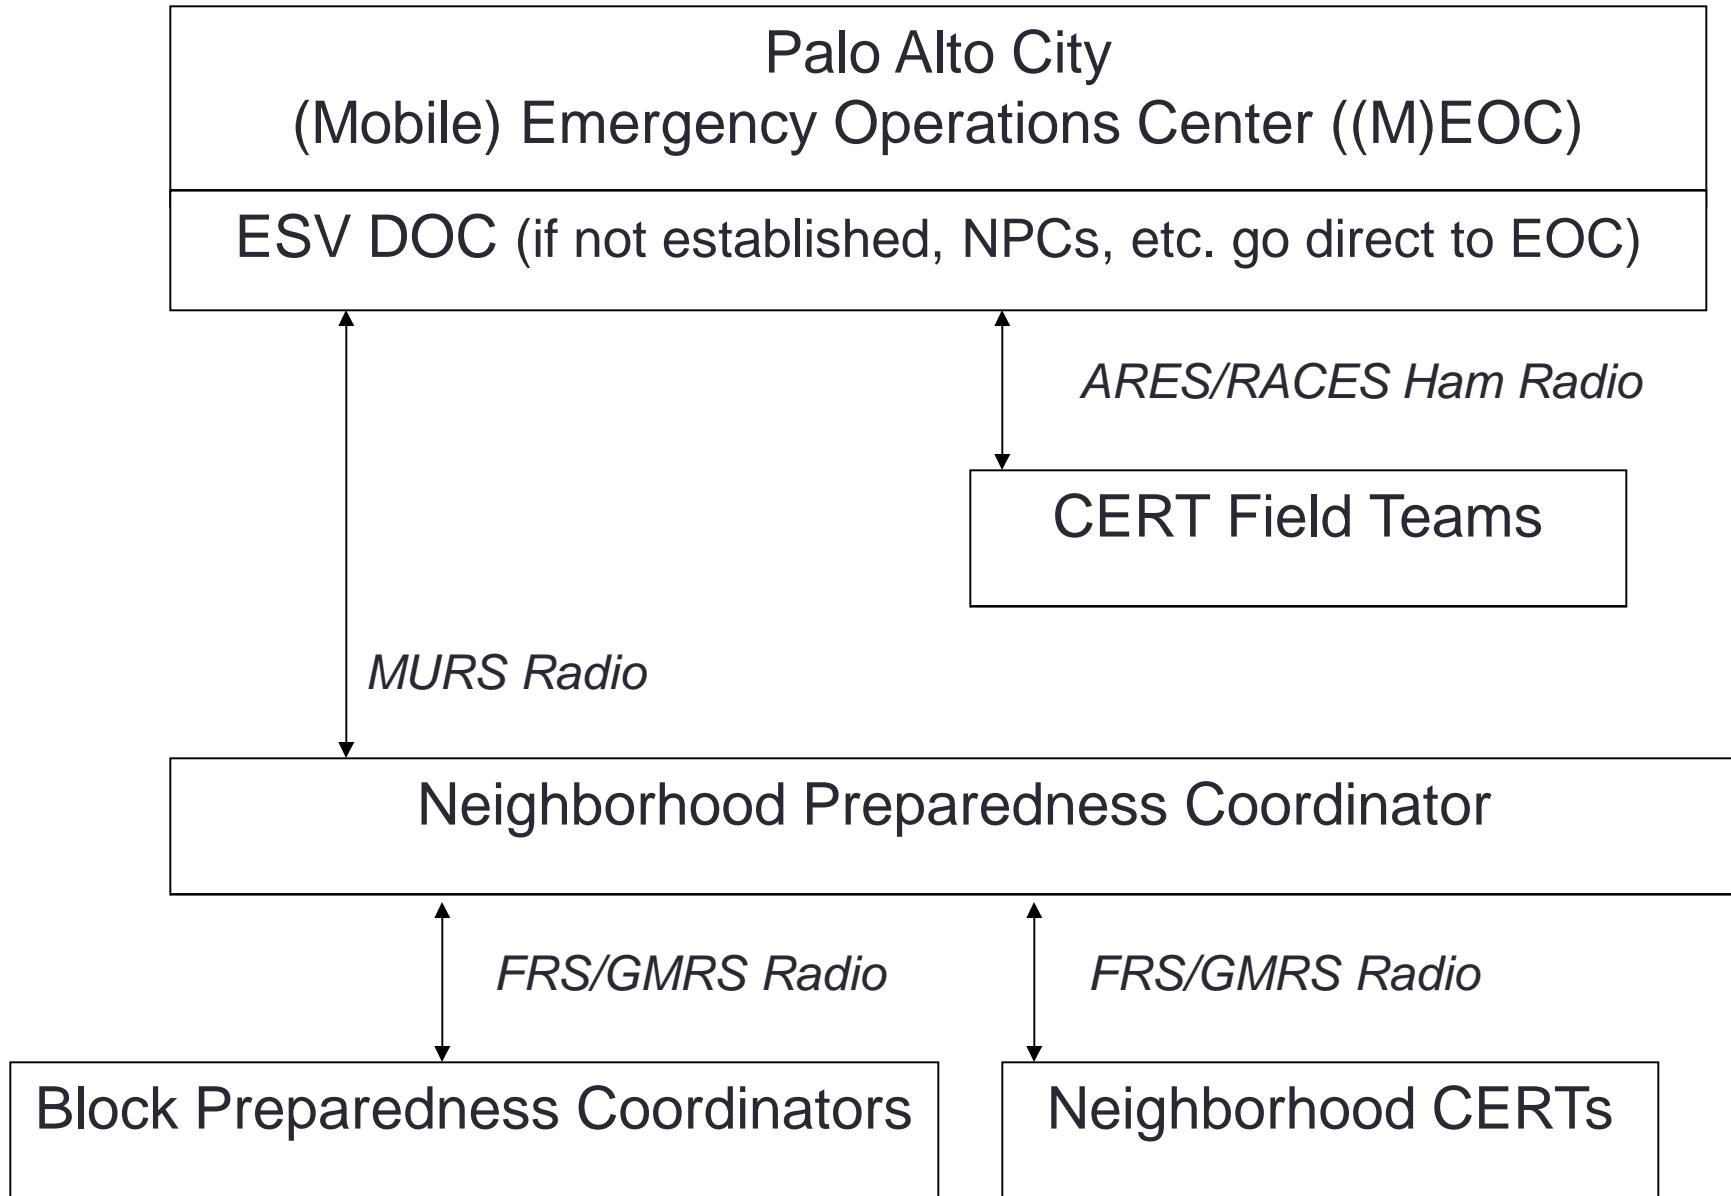 Palo Alto City
(Mobile) Emergency Operations Center ((M)EOC)
ESV DOC (if not established, NPCs, etc. go direct to EOC)
ARES/RACES Ham Radio
CERT Field Teams
MURS Radio
Neighborhood Preparedness Coordinator
FRS/GMRS Radio
FRS/GMRS Radio
Block Preparedness Coordinators
Neighborhood CERTs